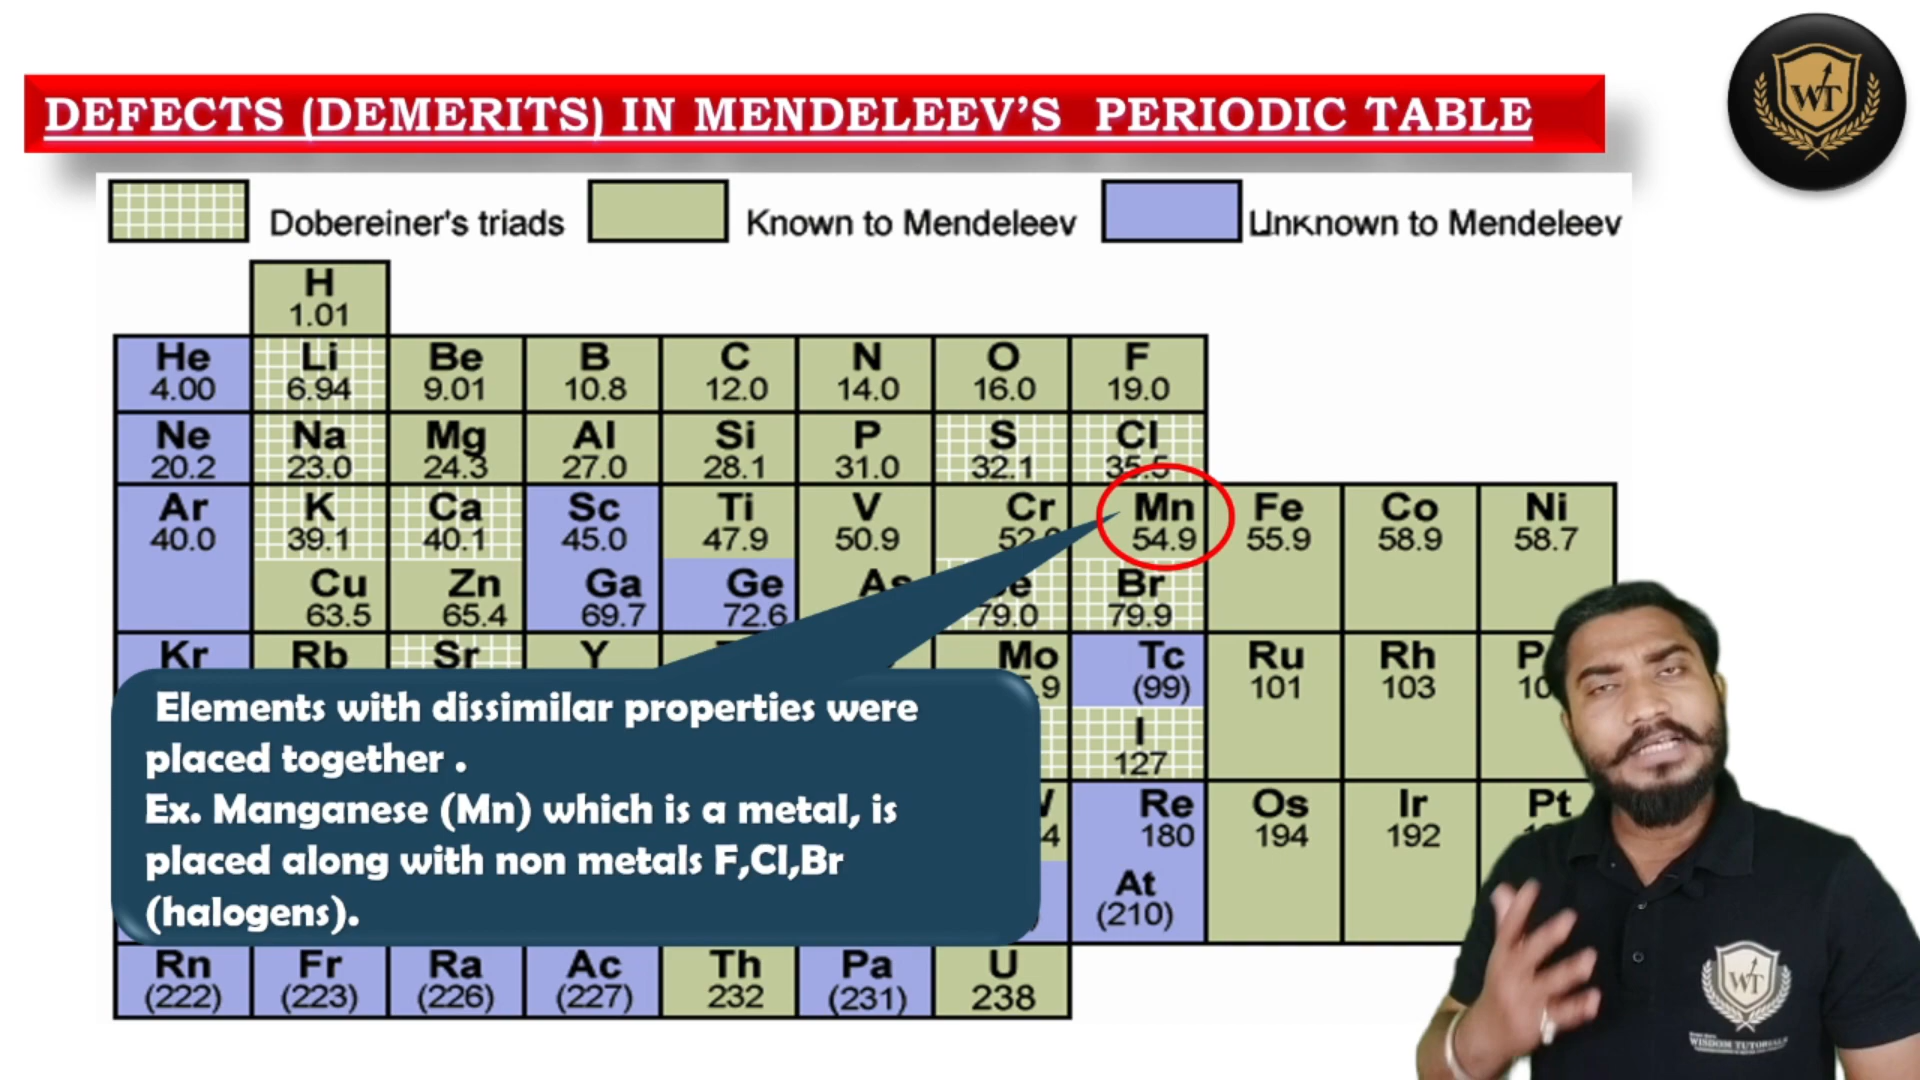 DEFECTS (DEMERITS) IN MENDELEEV'S PERIODIC TABLE
WT
Dobereiner's triads Known to Mendeleev Unknown to Mendeleev
H
1.01
He Li Be B C N O F
4.00 6.94 9.01 10.8 12.0 14.0 16.0 19.0
Ne Na Mg Al Si P S Cl
20.2 23.0 24.3 27.0 28.1 31.0 32.1 35.5
Ar K Ca Sc Ti V Cr Mn Fe Co Ni
40.0 39.1 40.1 45.0 47.9 50.9 54.9 55.9 58.9 58.7
Cu Zn Ga Ge As Br
63.5 65.4 69.7 72.6 79.0 79.9
Kr Rb Sr Y Mo Tc Ru Rh
(99) 101 103
I
127
Re Os Ir Pt
180 194 192
At
(210)
Elements with dissimilar properties were
placed together .
Ex. Manganese (Mn) which is a metal, is
placed along with non metals F,Cl,Br
(halogens).
Rn Fr Ra Ac Th Pa U
(222) (223) (226) (227) 232 (231) 238
WT
WISDOM TUTORIALS